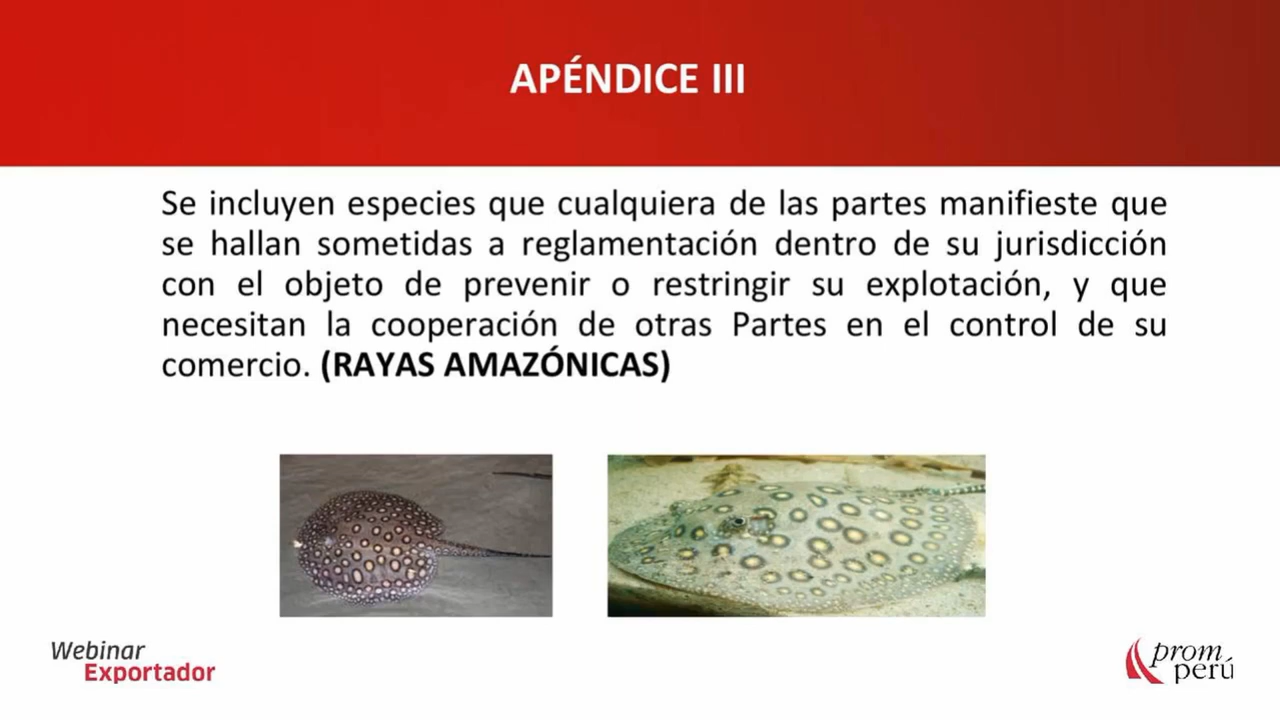 APÉNDICE III
Se incluyen especies que cualquiera de las partes manifieste que
se hallan sometidas a reglamentación dentro de su jurisdicción
con el objeto de prevenir o restringir su explotación, y que
necesitan la cooperación de otras Partes en el control de su
comercio. (RAYAS AMAZÓNICAS)
Webinar
Exportador
prom
perú